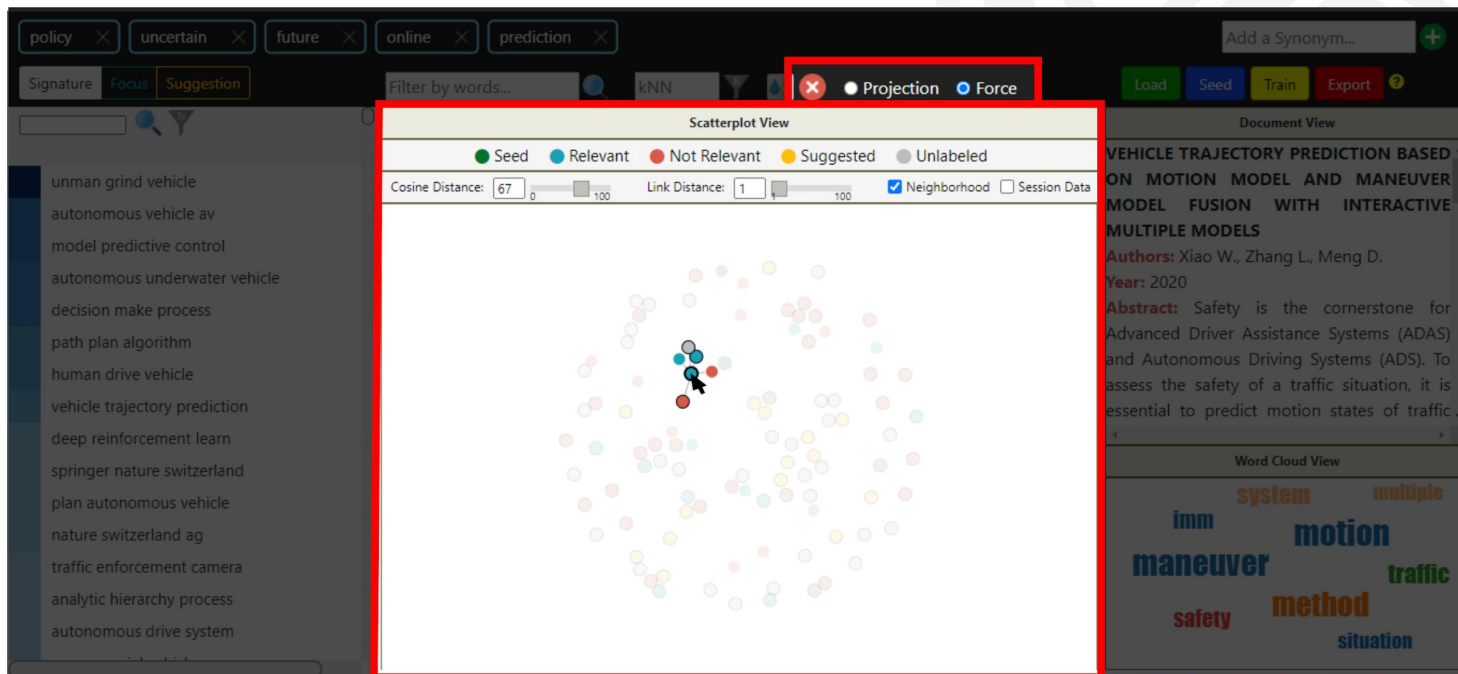 policy uncertain future online prediction Add a Synonym...
Signature Focus Suggestion Filter by words... kNN Projection Force Load Seed Train Export ?
Scatterplot View
Seed Relevant Not Relevant Suggested Unlabeled
Cosine Distance: 67 0 100 Link Distance: 1 1 100 Neighborhood Session Data
unman grind vehicle
autonomous vehicle av
model predictive control
autonomous underwater vehicle
decision make process
path plan algorithm
human drive vehicle
vehicle trajectory prediction
deep reinforcement learn
springer nature switzerland
plan autonomous vehicle
nature switzerland ag
traffic enforcement camera
analytic hierarchy process
autonomous drive system
Document View
VEHICLE TRAJECTORY PREDICTION BASED
ON MOTION MODEL AND MANEUVER
MODEL FUSION WITH INTERACTIVE
MULTIPLE MODELS
Authors: Xiao W., Zhang L., Meng D.
Year: 2020
Abstract: Safety is the cornerstone for
Advanced Driver Assistance Systems (ADAS)
and Autonomous Driving Systems (ADS). To
assess the safety of a traffic situation, it is
essential to predict motion states of traffic
Word Cloud View
system multiple
imm motion
maneuver traffic
safety method
situation